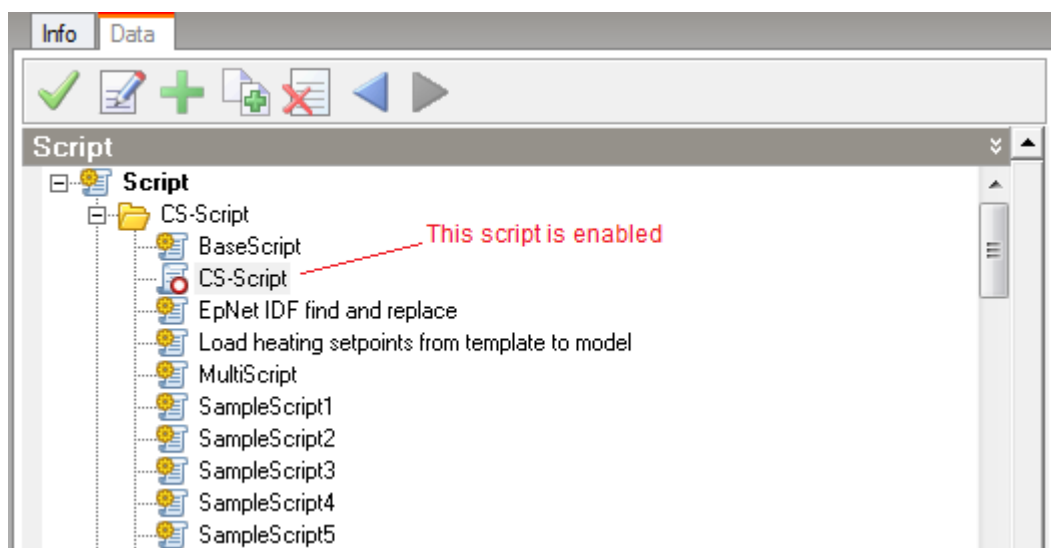 Info Data
Script
Script
CS-Script
This script is enabled
BaseScript
CS-Script
EpNet IDF find and replace
Load heating setpoints from template to model
MultiScript
SampleScript1
SampleScript2
SampleScript3
SampleScript4
SampleScript5